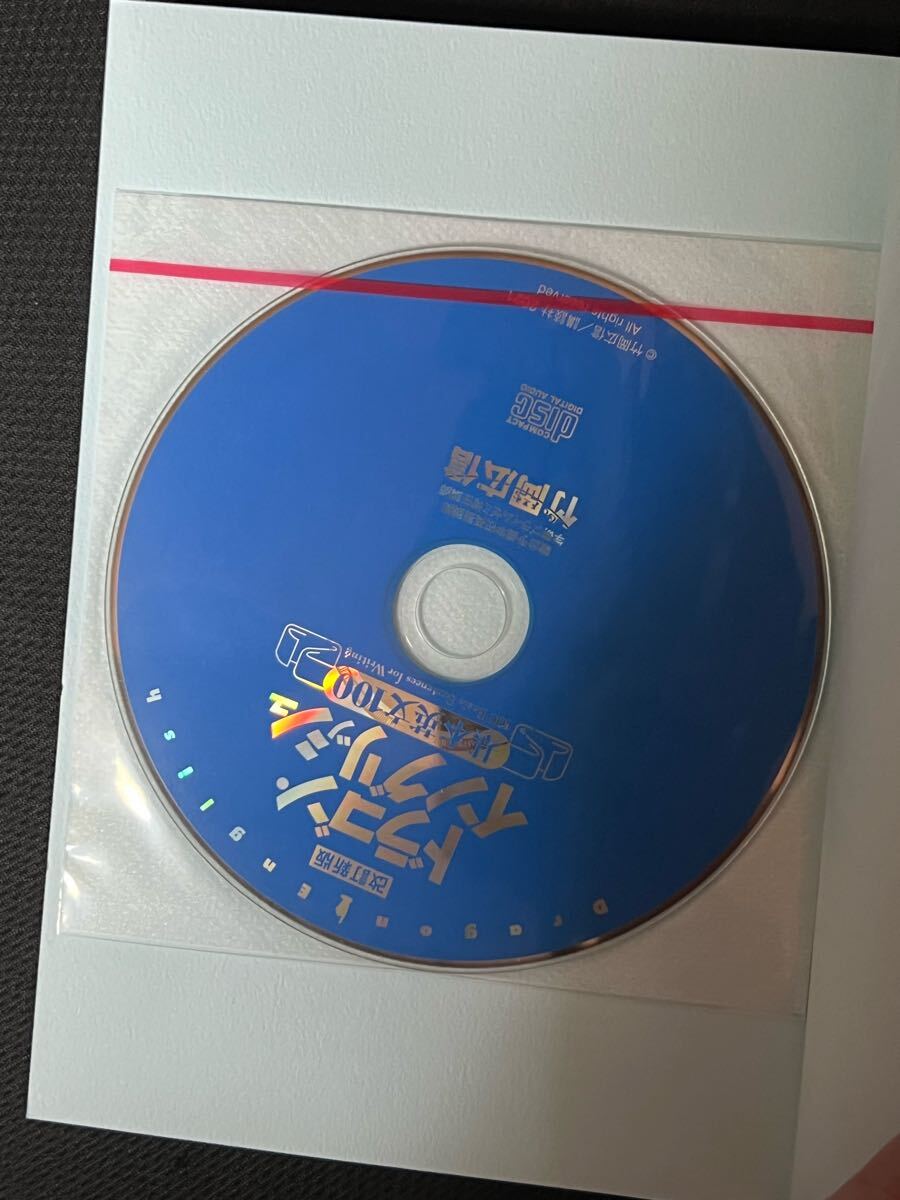 Dragon English
改訂新版
ドラゴン・
イングリッシュ
基本英文100
100 Basic Sentences for Writing
竹岡広信
COMPACT
disc
DIGITAL AUDIO
© 竹岡広信／講談社
All rights reserved